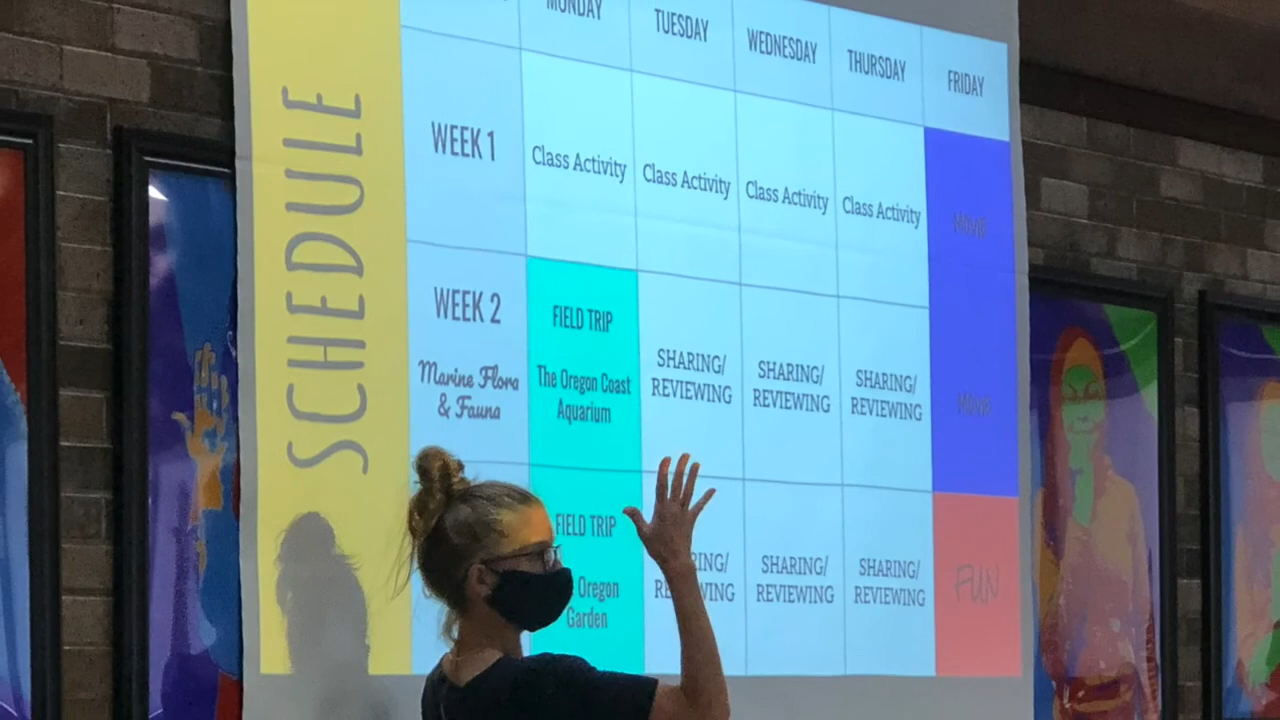 SCHEDULE
MONDAY
TUESDAY
WEDNESDAY
THURSDAY
FRIDAY
WEEK 1
Class Activity
Class Activity
Class Activity
Class Activity
MOVIE
WEEK 2
Marine Flora
& Fauna
FIELD TRIP
The Oregon Coast
Aquarium
SHARING/
REVIEWING
SHARING/
REVIEWING
SHARING/
REVIEWING
MOVIE
FIELD TRIP
Oregon
Garden
SHARING/
REVIEWING
SHARING/
REVIEWING
FUN